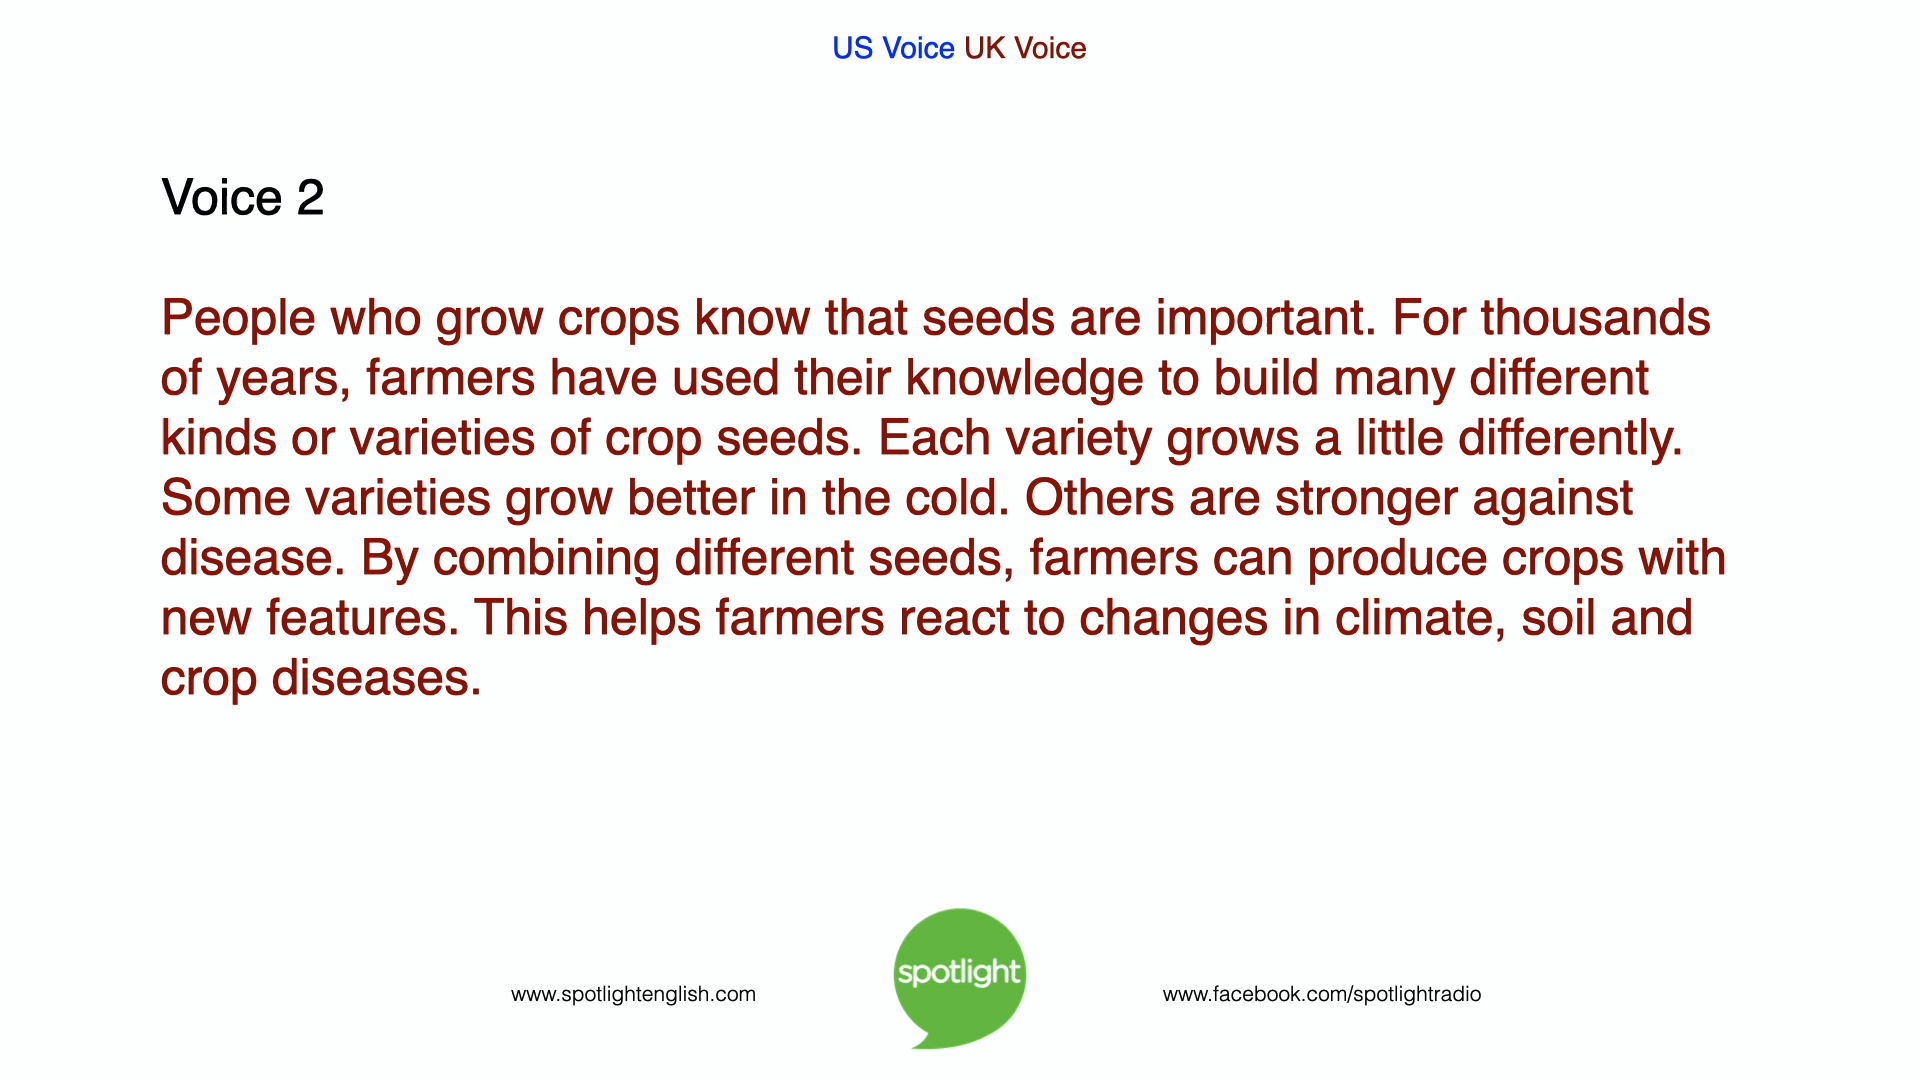 US Voice UK Voice
Voice 2
People who grow crops know that seeds are important. For thousands
of years, farmers have used their knowledge to build many different
kinds or varieties of crop seeds. Each variety grows a little differently.
Some varieties grow better in the cold. Others are stronger against
disease. By combining different seeds, farmers can produce crops with
new features. This helps farmers react to changes in climate, soil and
crop diseases.
spotlight
www.spotlightenglish.com
www.facebook.com/spotlightradio